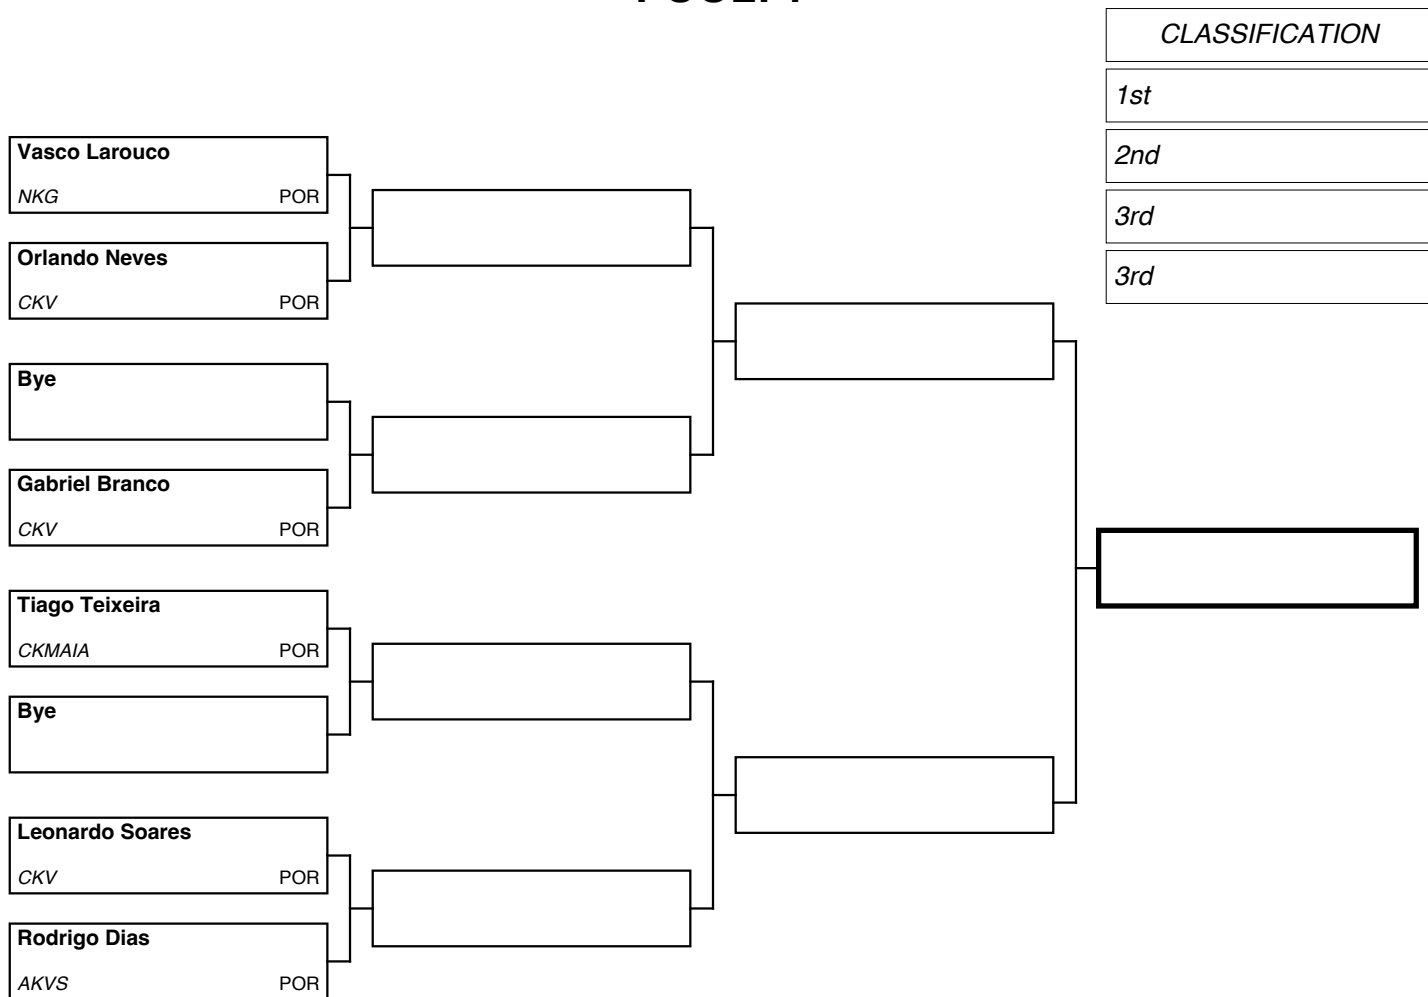 CLASSIFICATION
1st
2nd
3rd
3rd
Vasco Larouco
NKG POR
Orlando Neves
CKV POR
Bye
Gabriel Branco
CKV POR
Tiago Teixeira
CKMAIA POR
Bye
Leonardo Soares
CKV POR
Rodrigo Dias
AKVS POR